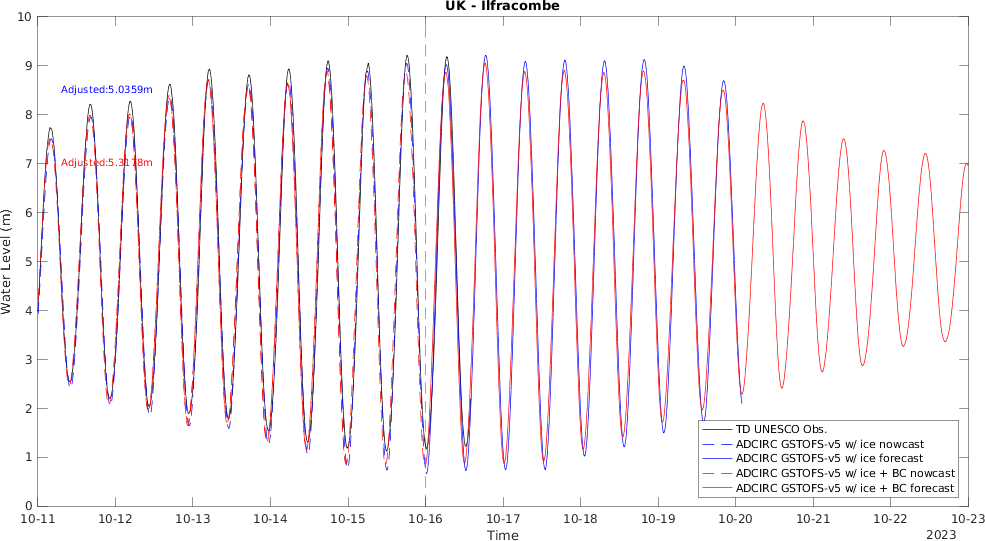 UK - Ilfracombe
10
9
8
7
6
5
4
3
2
1
0
Water Level (m)
Adjusted:5.0359m
Adjusted:5.3178m
TD UNESCO Obs.
ADCIRC GSTOFS-v5 w/ ice nowcast
ADCIRC GSTOFS-v5 w/ ice forecast
ADCIRC GSTOFS-v5 w/ ice + BC nowcast
ADCIRC GSTOFS-v5 w/ ice + BC forecast
10-11 10-12 10-13 10-14 10-15 10-16 10-17 10-18 10-19 10-20 10-21 10-22 10-23
Time
2023